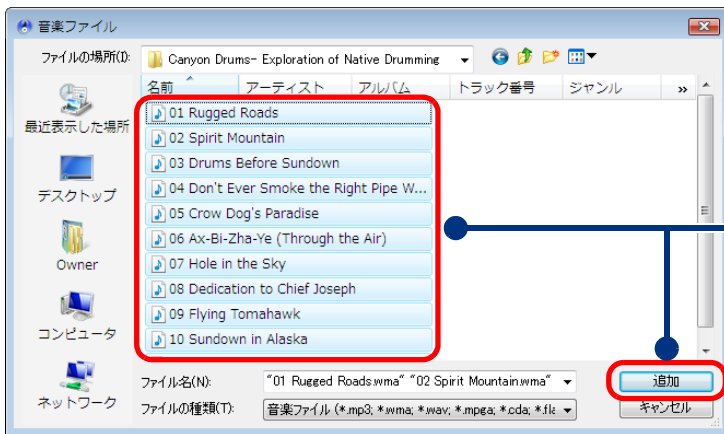 音楽ファイル
ファイルの場所(I):
Canyon Drums- Exploration of Native Drumming
名前 アーティスト アルバム トラック番号 ジャンル »
最近表示した場所
デスクトップ
Owner
コンピュータ
ネットワーク
01 Rugged Roads
02 Spirit Mountain
03 Drums Before Sundown
04 Don't Ever Smoke the Right Pipe W...
05 Crow Dog's Paradise
06 Ax-Bi-Zha-Ye (Through the Air)
07 Hole in the Sky
08 Dedication to Chief Joseph
09 Flying Tomahawk
10 Sundown in Alaska
ファイル名(N): "01 Rugged Roads.wma" "02 Spirit Mountain.wma" 追加
ファイルの種類(T): 音楽ファイル (*.mp3; *.wma; *.wav; *.mpga; *.cda; *.fla キャンセル